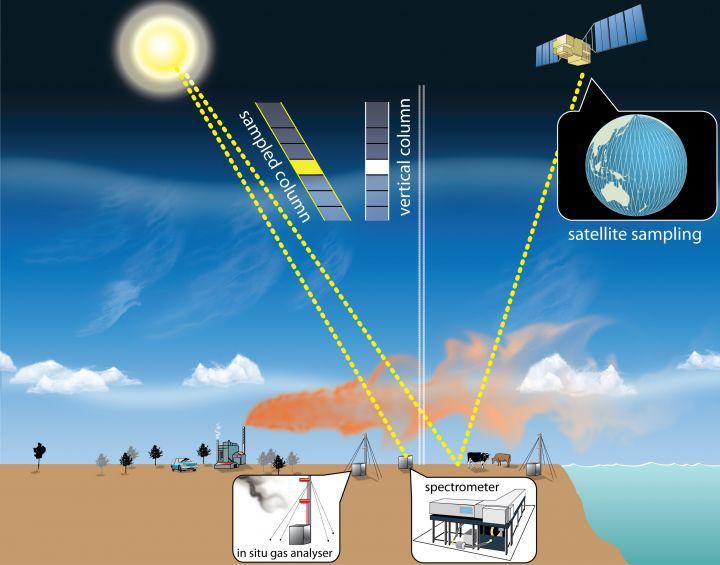 sampled column
vertical column
satellite sampling
spectrometer
in situ gas analyser